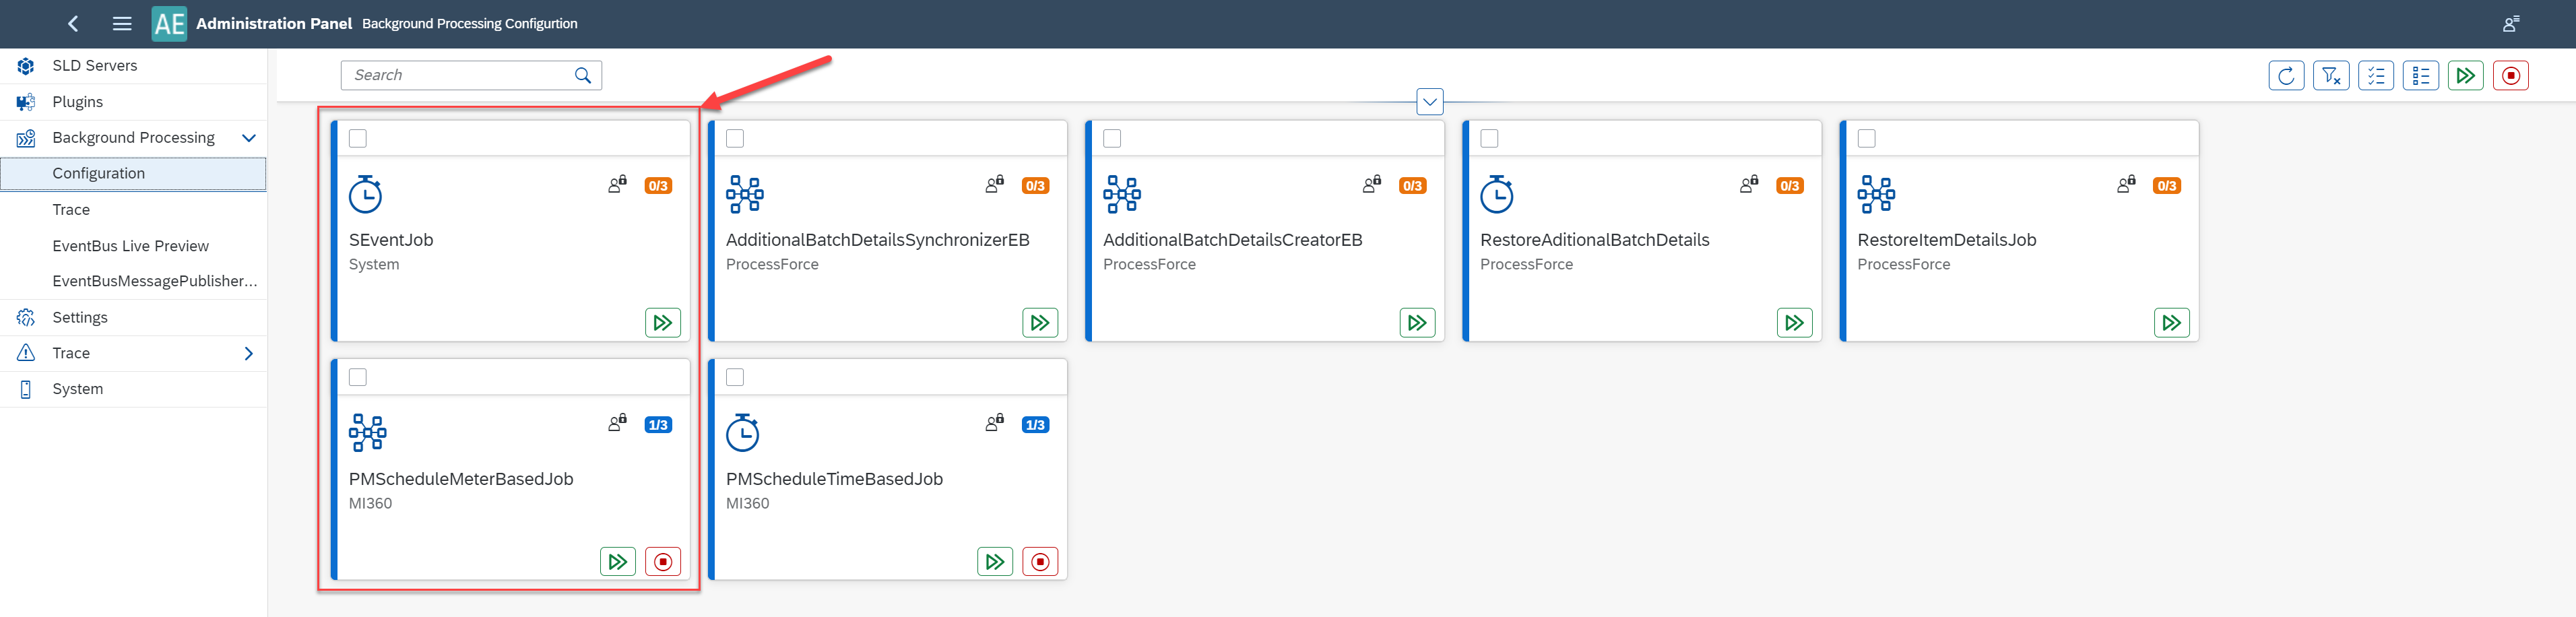 AE Administration Panel Background Processing Configurtion
SLD Servers
Plugins
Background Processing
Configuration
Trace
EventBus Live Preview
EventBusMessagePublisher...
Settings
Trace
System
Search
0/3
SEventJob
System
0/3
AdditionalBatchDetailsSynchronizerEB
ProcessForce
0/3
AdditionalBatchDetailsCreatorEB
ProcessForce
0/3
RestoreAditionalBatchDetails
ProcessForce
0/3
RestoreItemDetailsJob
ProcessForce
1/3
PMScheduleMeterBasedJob
MI360
1/3
PMScheduleTimeBasedJob
MI360